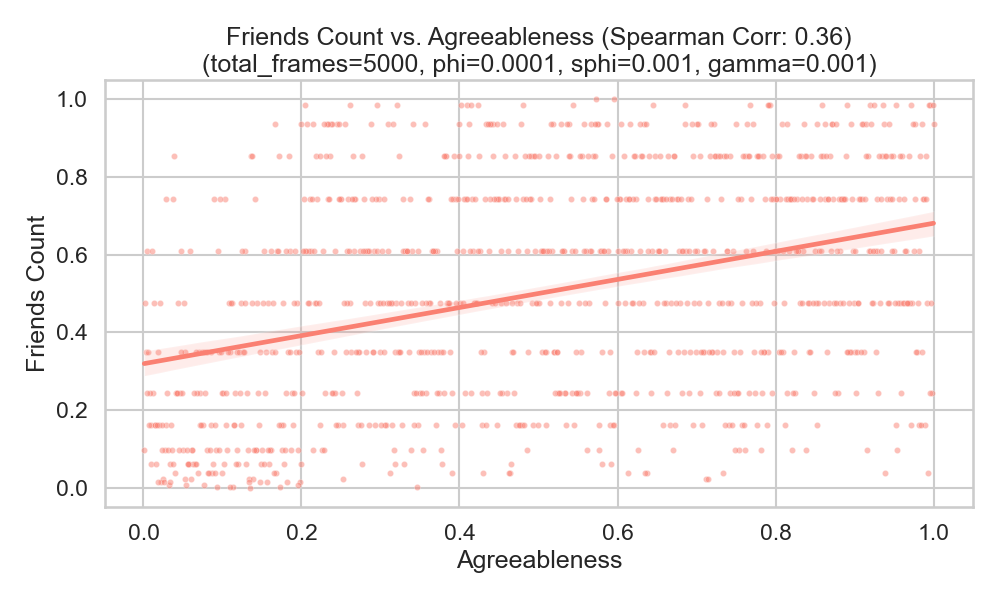 Friends Count vs. Agreeableness (Spearman Corr: 0.36)
(total_frames=5000, phi=0.0001, sphi=0.001, gamma=0.001)
1.0
0.8
0.6
0.4
0.2
0.0
Friends Count
0.0 0.2 0.4 0.6 0.8 1.0
Agreeableness